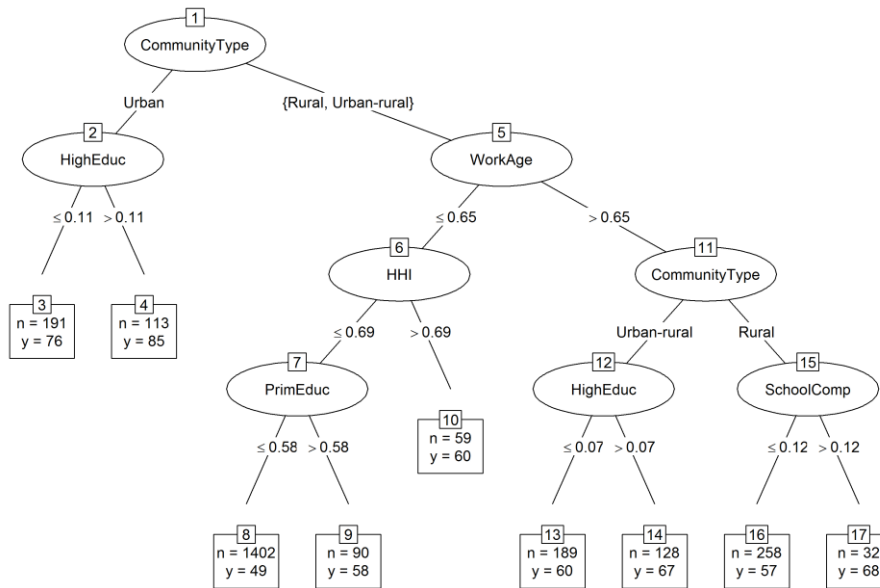 1
CommunityType
Urban
{Rural, Urban-rural}
2
HighEduc
5
WorkAge
≤ 0.11
> 0.11
≤ 0.65
> 0.65
6
HHI
11
CommunityType
3
n = 191
y = 76
4
n = 113
y = 85
≤ 0.69
> 0.69
Urban-rural
Rural
7
PrimEduc
12
HighEduc
15
SchoolComp
10
n = 59
y = 60
≤ 0.58
> 0.58
≤ 0.07
> 0.07
≤ 0.12
> 0.12
8
n = 1402
y = 49
9
n = 90
y = 58
13
n = 189
y = 60
14
n = 128
y = 67
16
n = 258
y = 57
17
n = 32
y = 68